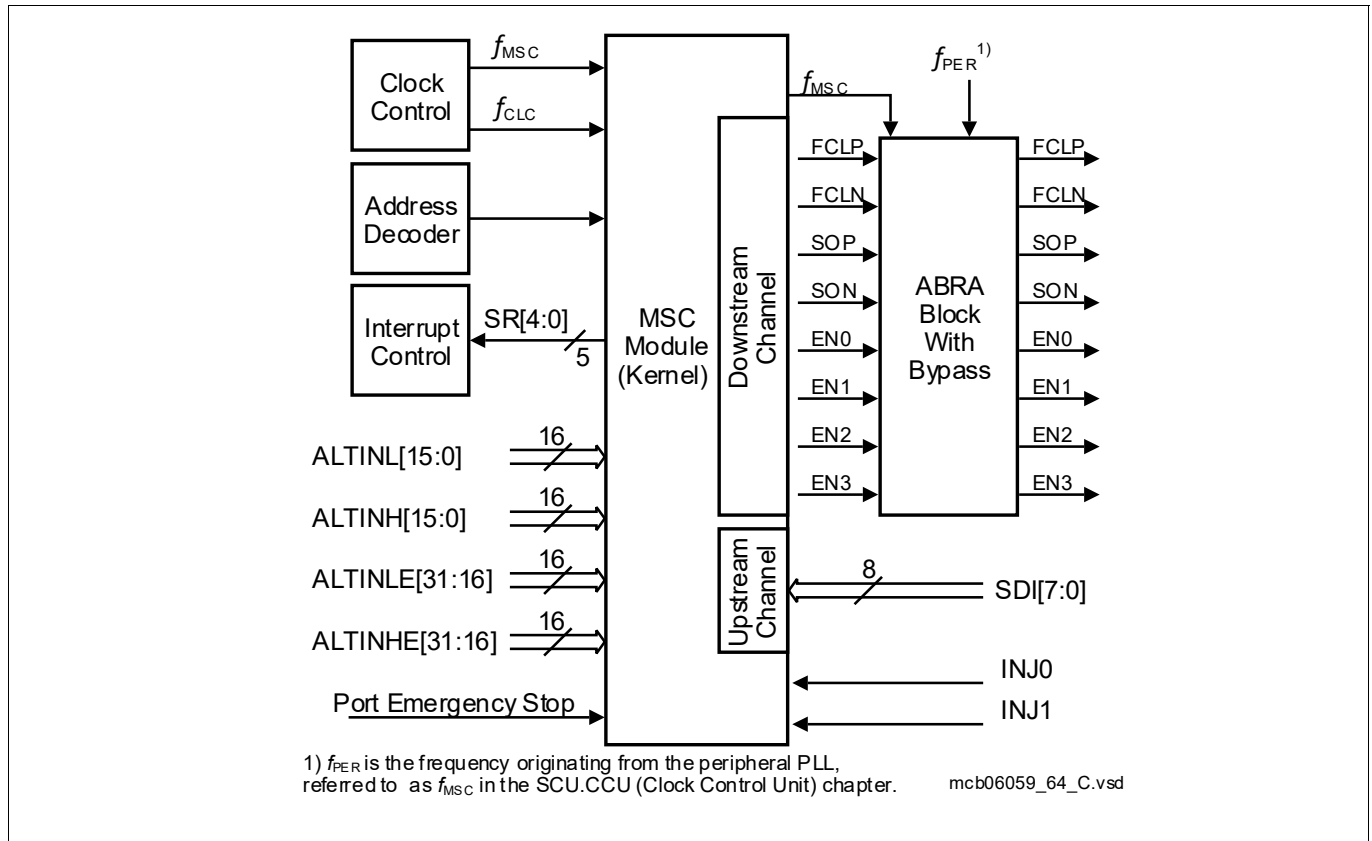 Clock
Control
fMSC
fCLC
Address
Decoder
Interrupt
Control
SR[4:0]
5
ALTINL[15:0]
16
ALTINH[15:0]
16
ALTINLE[31:16]
16
ALTINHE[31:16]
16
Port Emergency Stop
MSC
Module
(Kernel)
Downstream
Channel
Upstream
Channel
fMSC
fPER1)
FCLP
FCLN
SOP
SON
EN0
EN1
EN2
EN3
ABRA
Block
With
Bypass
FCLP
FCLN
SOP
SON
EN0
EN1
EN2
EN3
8
SDI[7:0]
INJ0
INJ1
1) fPER is the frequency originating from the peripheral PLL,
referred to as fMSC in the SCU.CCU (Clock Control Unit) chapter.
mcb06059_64_C.vsd